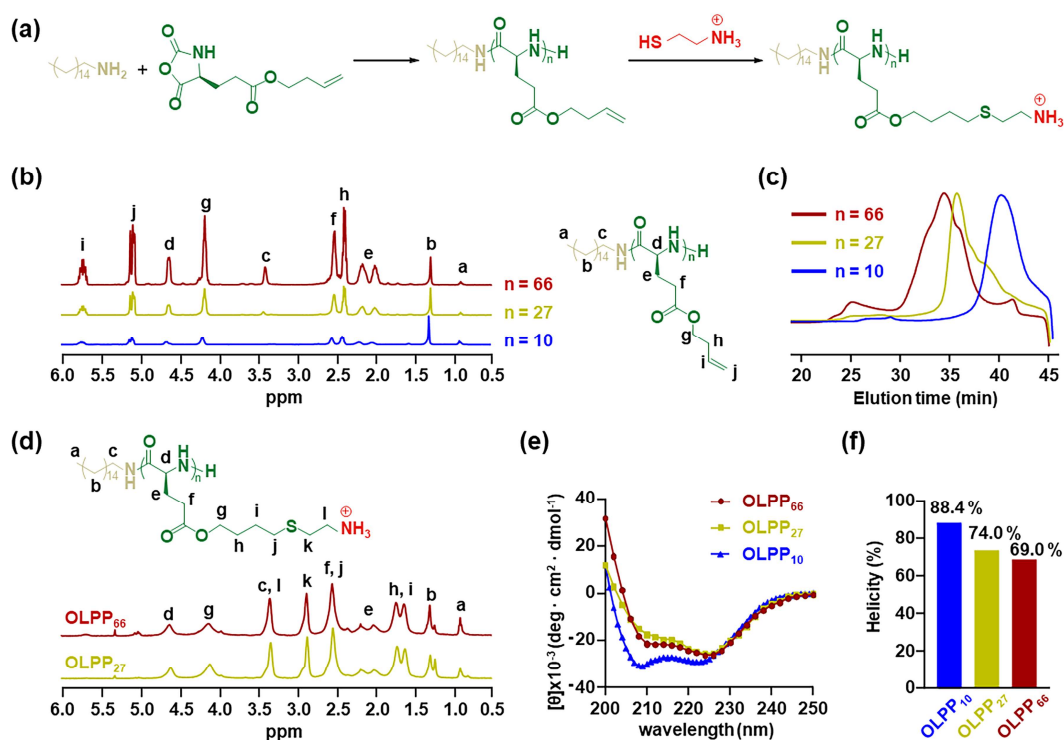 (a)
14
NH2
+
O
O
NH
O
O
O
14
N
H
O
H
N
n
H
O
O
HS
⊕
NH3
14
N
H
O
H
N
n
H
O
O
S
⊕
NH3
(b)
i
j
d
g
c
f
h
e
b
a
n = 66
n = 27
n = 10
6.0 5.5 5.0 4.5 4.0 3.5 3.0 2.5 2.0 1.5 1.0 0.5
ppm
a
b
14
c
N
H
O
d
H
N
n
H
e
f
O
O
g
h
i
j
(c)
n = 66
n = 27
n = 10
20 25 30 35 40 45
Elution time (min)
(d)
a
b
14
c
N
H
O
d
H
N
n
H
e
f
O
O
g
h
i
j
S
k
l
⊕
NH3
OLPP66
OLPP27
d
g
c, l
k
f, j
e
h, i
b
a
6.0 5.5 5.0 4.5 4.0 3.5 3.0 2.5 2.0 1.5 1.0 0.5
ppm
(e)
[θ]x10-3 (deg · cm2 · dmol-1)
40
20
0
-20
-40
OLPP66
OLPP27
OLPP10
200 210 220 230 240 250
wavelength (nm)
(f)
Helicity (%)
100
80
60
40
20
0
88.4 %
74.0 %
69.0 %
OLPP10
OLPP27
OLPP66